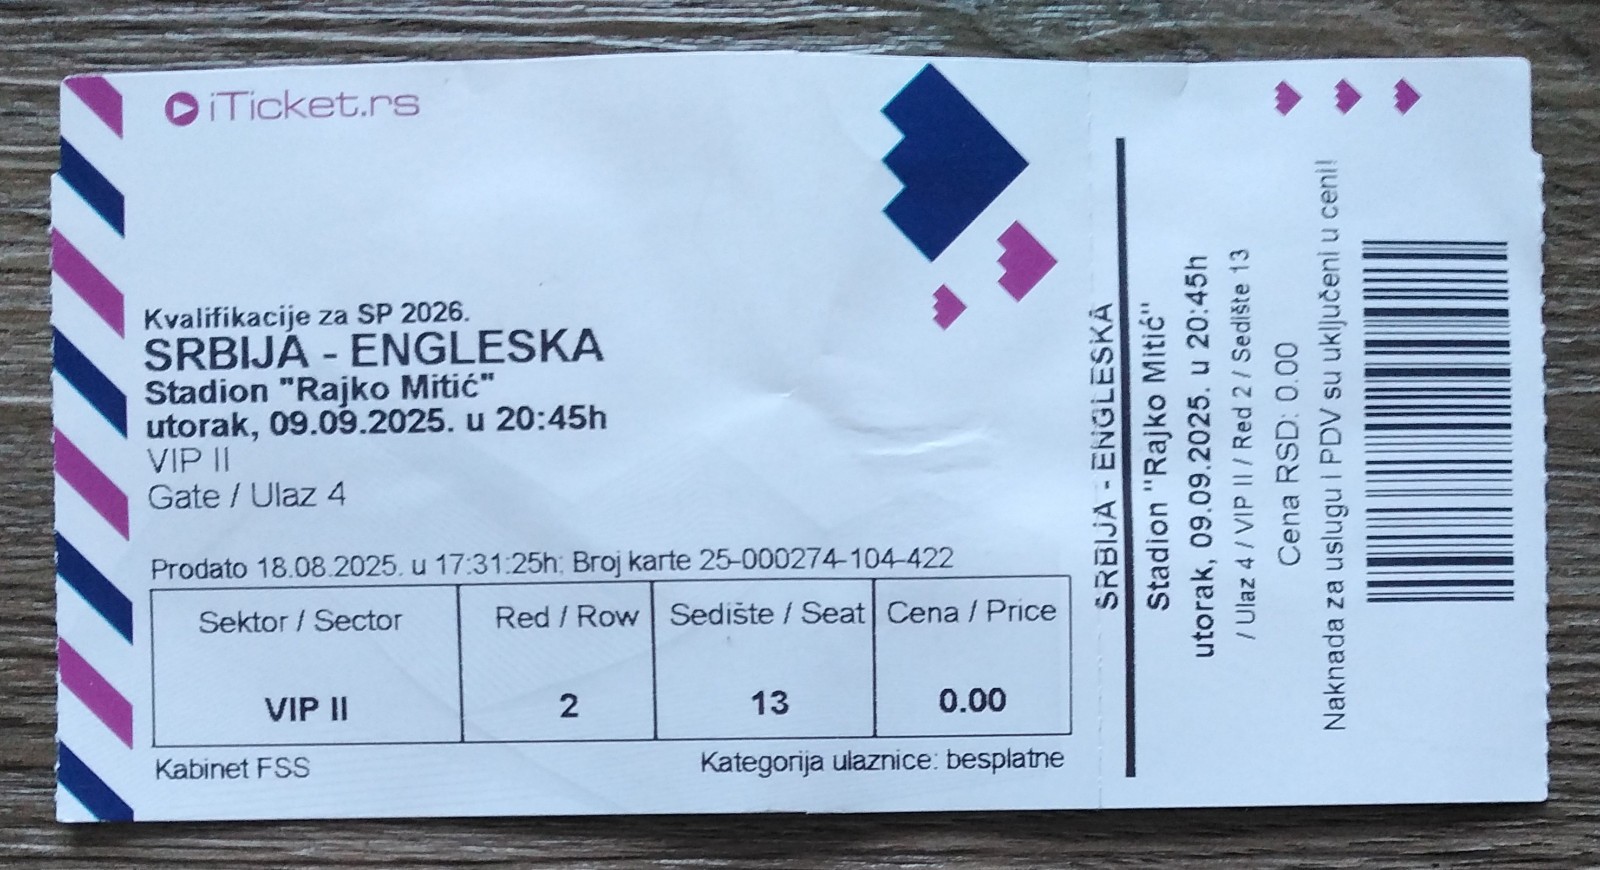 iTicket.rs
Kvalifikacije za SP 2026.
SRBIJA - ENGLESKA
Stadion "Rajko Mitić"
utorak, 09.09.2025. u 20:45h
VIP II
Gate / Ulaz 4
Prodato 18.08.2025. u 17:31:25h; Broj karte 25-000274-104-422
Sektor / Sector Red / Row Sedište / Seat Cena / Price
VIP II 2 13 0.00
Kabinet FSS Kategorija ulaznice: besplatne
SRBIJA - ENGLESKA
Stadion "Rajko Mitić"
utorak, 09.09.2025. u 20:45h
/ Ulaz 4 / VIP II / Red 2 / Sedište 13
Cena RSD: 0.00
Naknada za uslugu i PDV su uključeni u ceni!